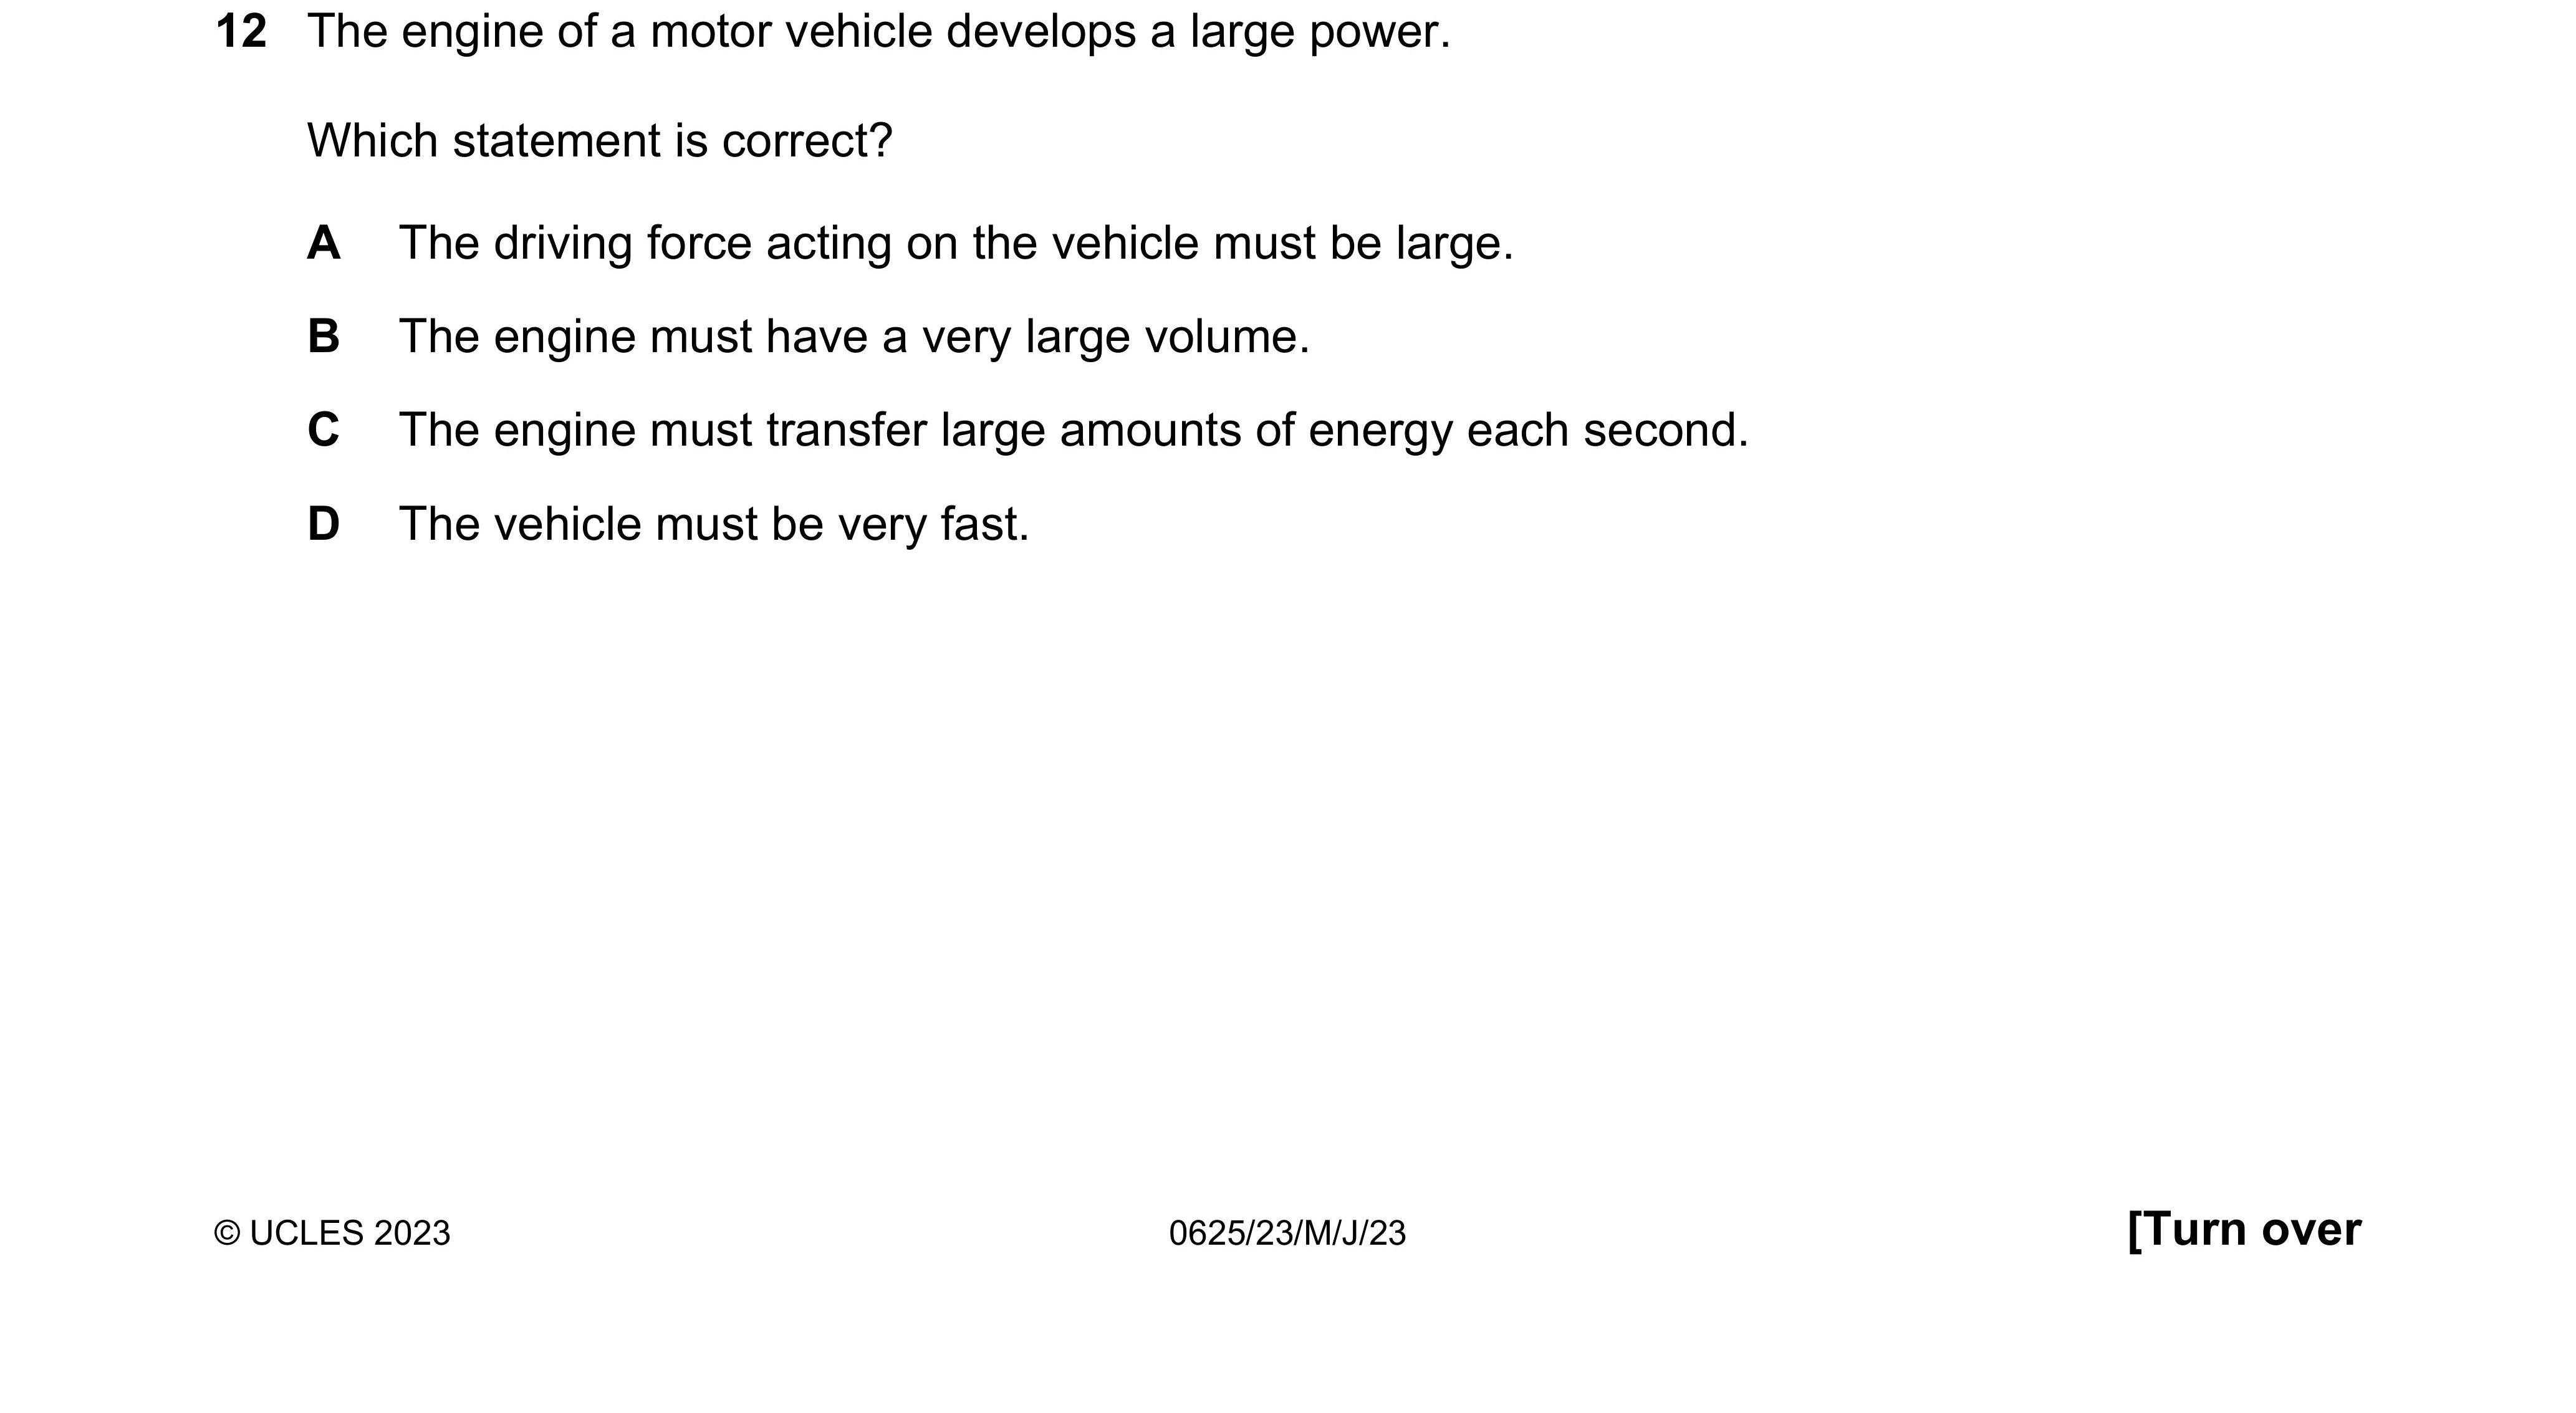 12 The engine of a motor vehicle develops a large power.
Which statement is correct?
A The driving force acting on the vehicle must be large.
B The engine must have a very large volume.
C The engine must transfer large amounts of energy each second.
D The vehicle must be very fast.
© UCLES 2023 0625/23/M/J/23 [Turn over